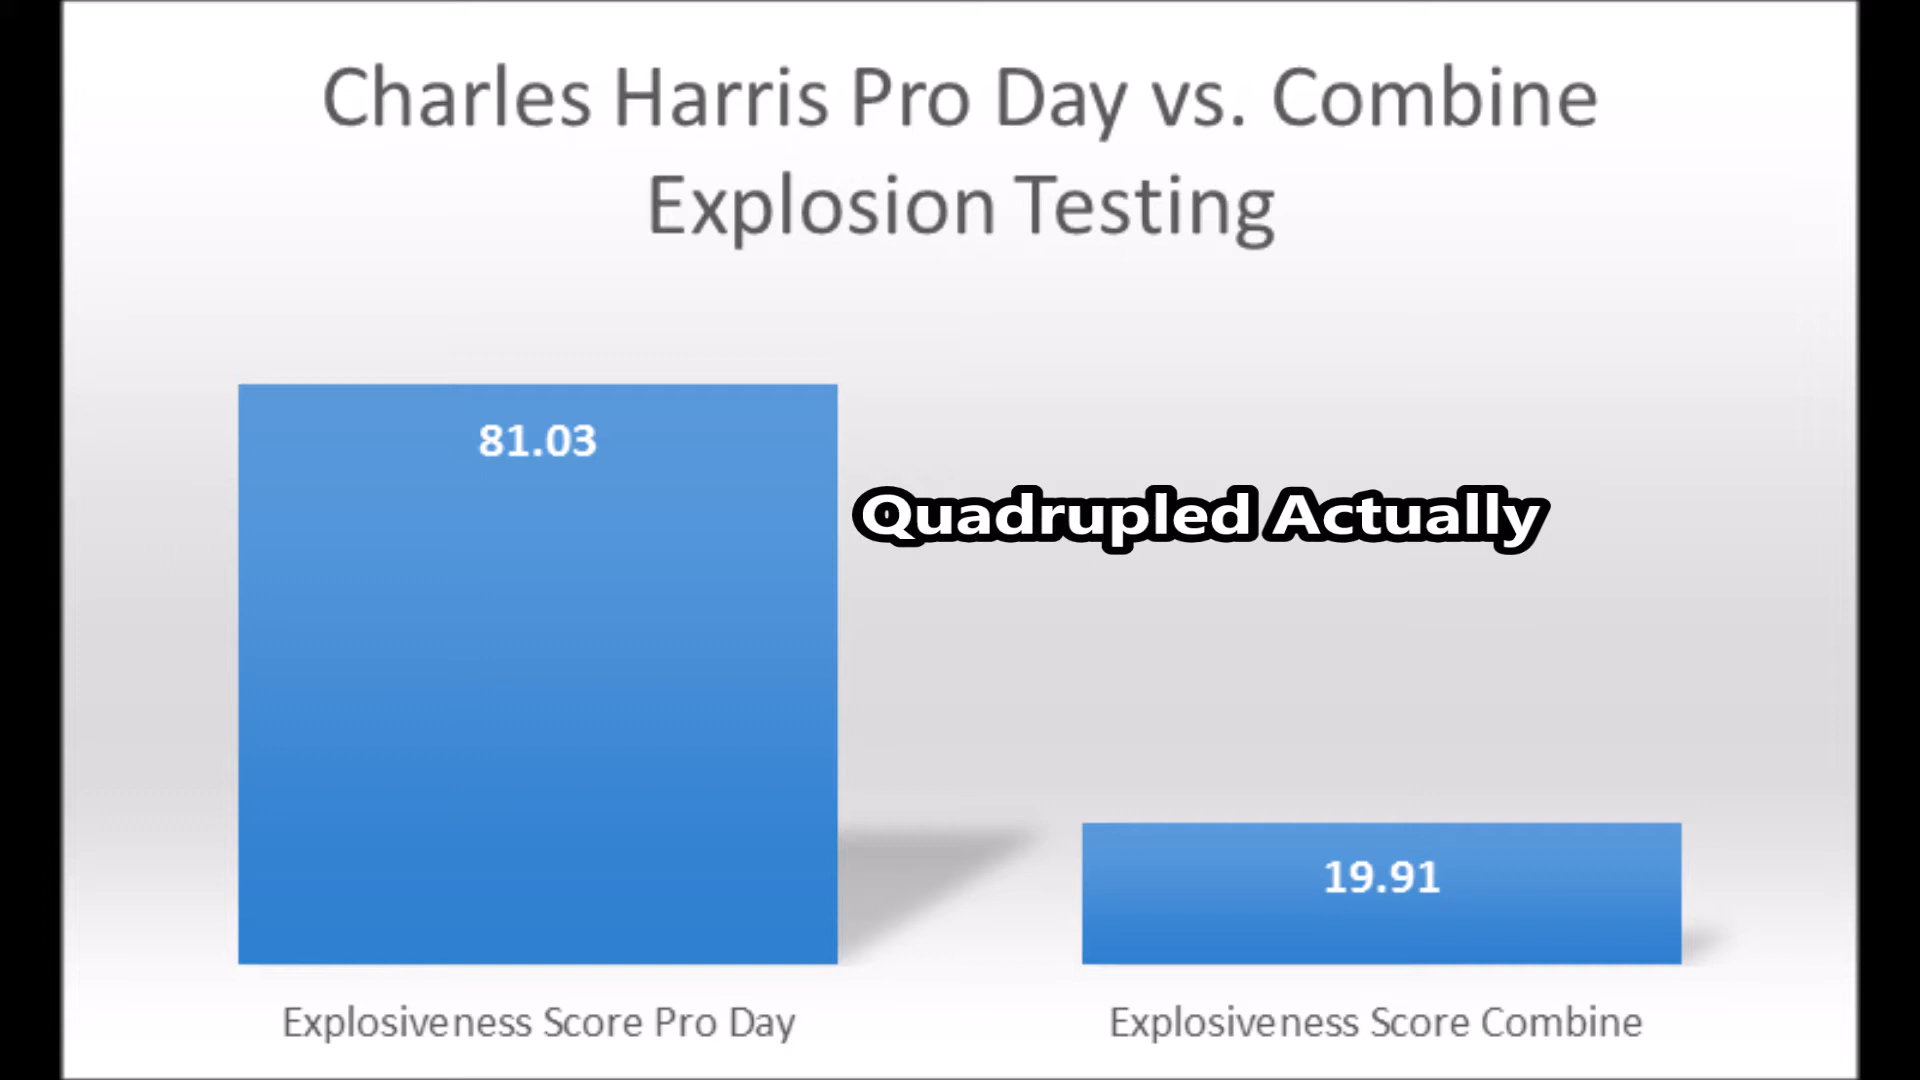 Charles Harris Pro Day vs. Combine
Explosion Testing
81.03
Quadrupled Actually
19.91
Explosiveness Score Pro Day
Explosiveness Score Combine